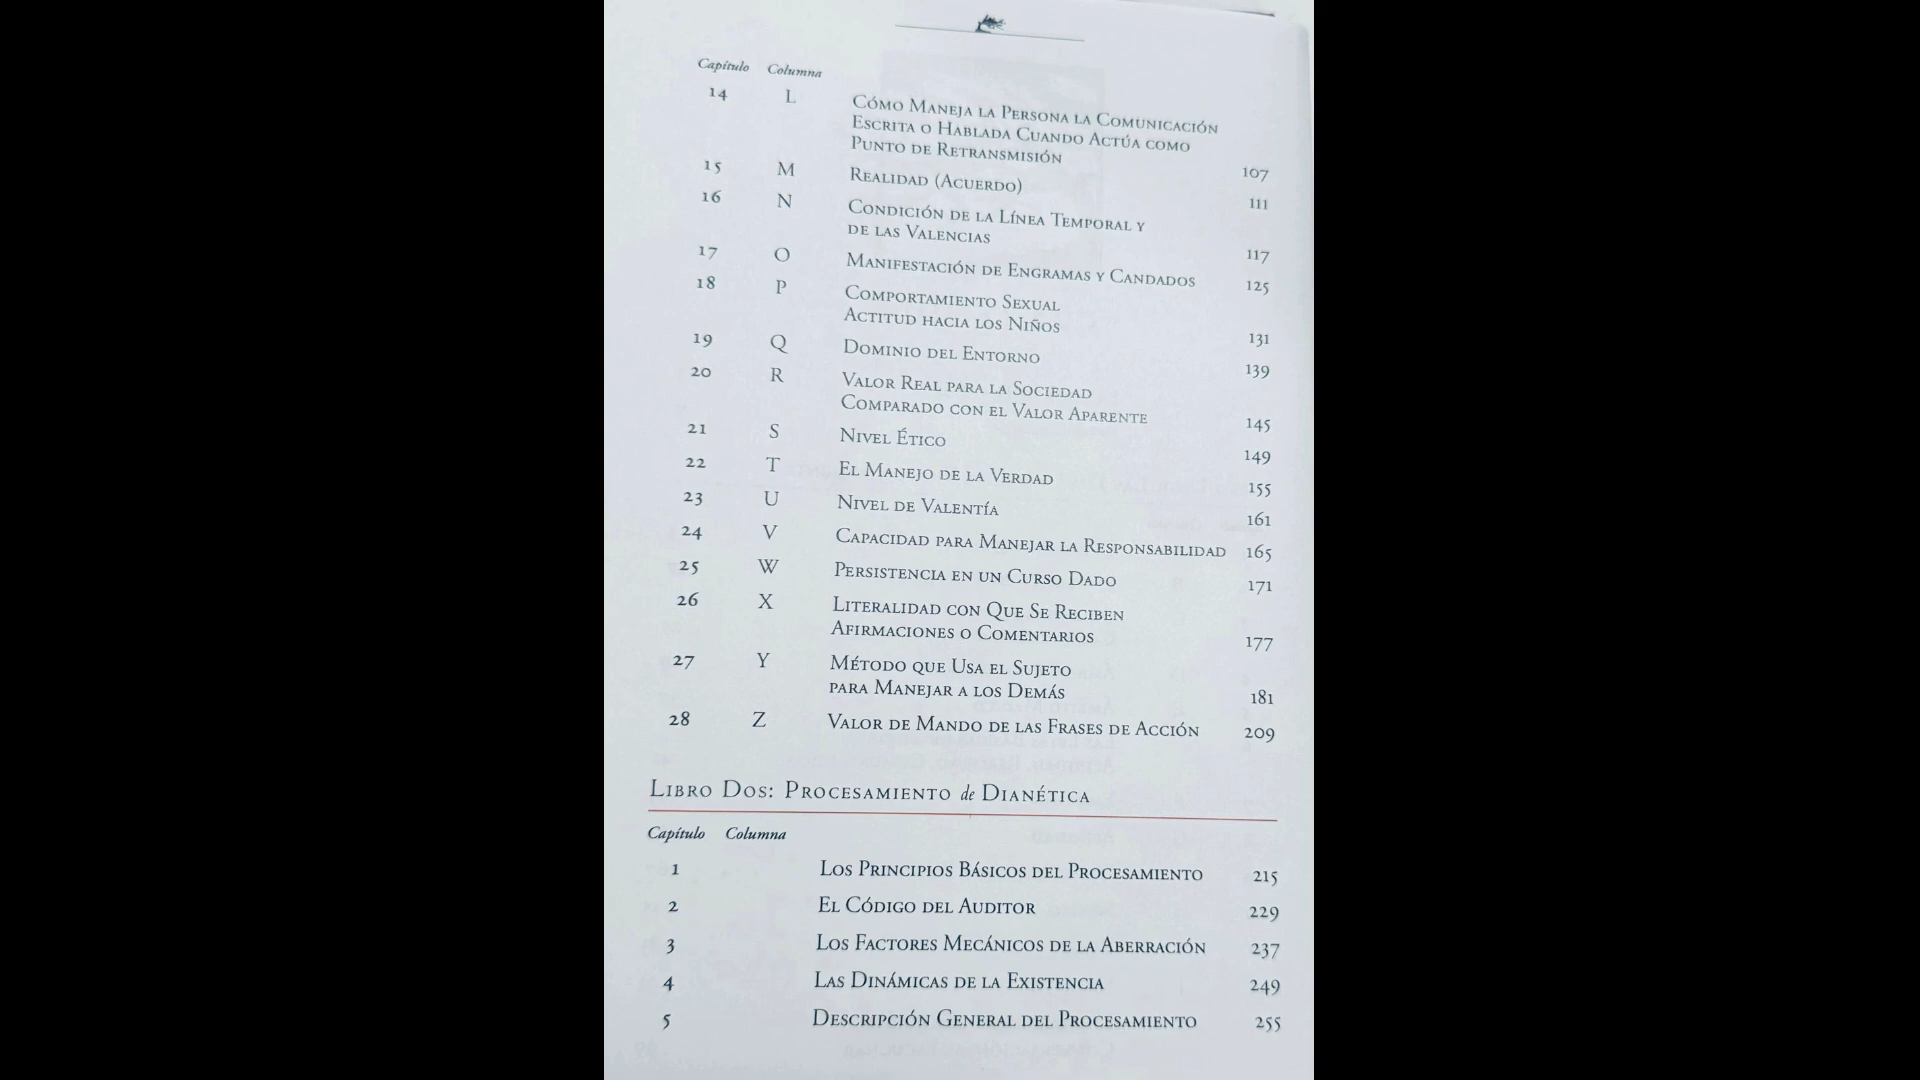 Capítulo Columna
14 L Cómo Maneja la Persona la Comunicación
Escrita o Hablada Cuando Actúa como
Punto de Retransmisión 107
15 M Realidad (Acuerdo) 111
16 N Condición de la Línea Temporal y
de las Valencias 117
17 O Manifestación de Engramas y Candados 125
18 P Comportamiento Sexual
Actitud hacia los Niños 131
19 Q Dominio del Entorno 139
20 R Valor Real para la Sociedad
Comparado con el Valor Aparente 145
21 S Nivel Ético 149
22 T El Manejo de la Verdad 155
23 U Nivel de Valentía 161
24 V Capacidad para Manejar la Responsabilidad 165
25 W Persistencia en un Curso Dado 171
26 X Literalidad con Que Se Reciben
Afirmaciones o Comentarios 177
27 Y Método que Usa el Sujeto
para Manejar a los Demás 181
28 Z Valor de Mando de las Frases de Acción 209
Libro Dos: Procesamiento de Dianética
Capítulo Columna
1 Los Principios Básicos del Procesamiento 215
2 El Código del Auditor 229
3 Los Factores Mecánicos de la Aberración 237
4 Las Dinámicas de la Existencia 249
5 Descripción General del Procesamiento 255